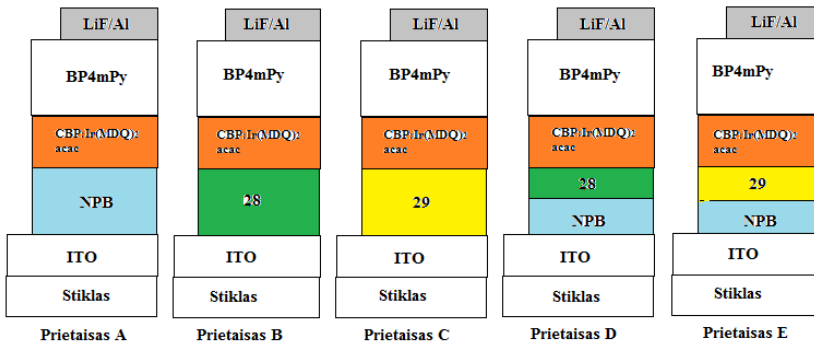 LiF/Al
BP4mPy
CBP:Ir(MDQ)2
acac
NPB
ITO
Stiklas
Prietaisas A
LiF/Al
BP4mPy
CBP:Ir(MDQ)2
acac
28
ITO
Stiklas
Prietaisas B
LiF/Al
BP4mPy
CBP:Ir(MDQ)2
acac
29
ITO
Stiklas
Prietaisas C
LiF/Al
BP4mPy
CBP:Ir(MDQ)2
acac
28
NPB
ITO
Stiklas
Prietaisas D
LiF/Al
BP4mPy
CBP:Ir(MDQ)2
acac
29
NPB
ITO
Stiklas
Prietaisas E